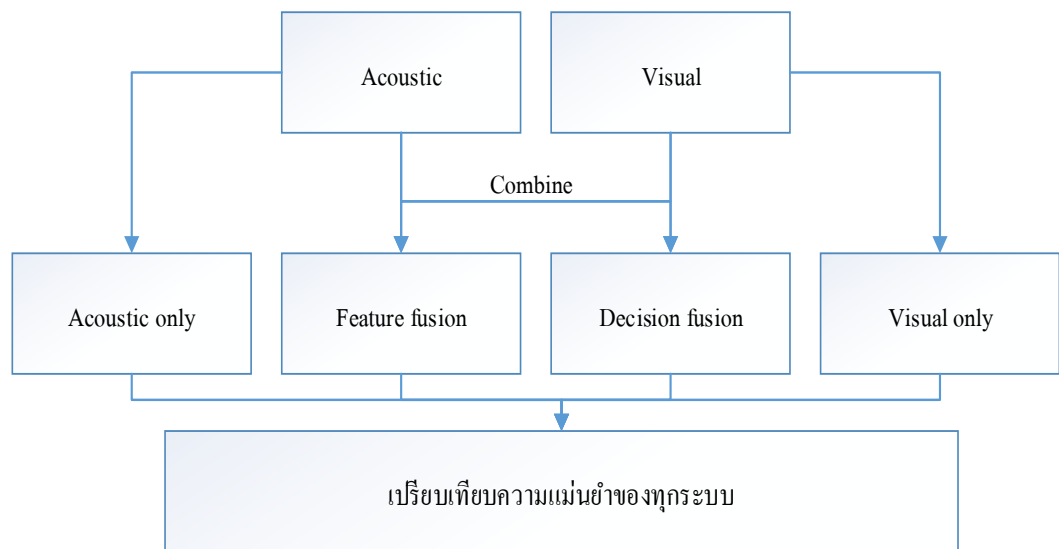 Acoustic
Visual
Combine
Acoustic only
Feature fusion
Decision fusion
Visual only
เปรียบเทียบความแม่นยำของทุกระบบ